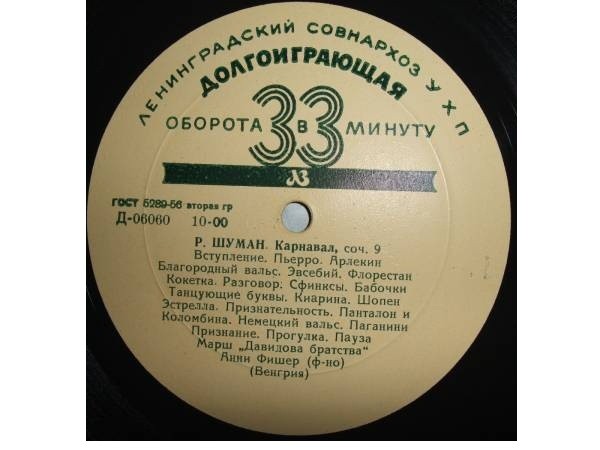 ЛЕНИНГРАДСКИЙ СОВНАРХОЗ УХП
ДОЛГОИГРАЮЩАЯ
ОБОРОТА 33 В МИНУТУ
ЛЗ
ГОСТ 5289-56 вторая гр
Д-06060 10-00
Р. ШУМАН. Карнавал, соч. 9
Вступление. Пьерро. Арлекин
Благородный вальс. Эвсебий. Флорестан
Кокетка. Разговор. Сфинксы. Бабочки
Танцующие буквы. Киарина. Шопен
Эстрелла. Признательность. Панталон и
Коломбина. Немецкий вальс. Паганини
Признание. Прогулка. Пауза
Марш „Давидова братства"
Анни Фишер (ф-но)
(Венгрия)